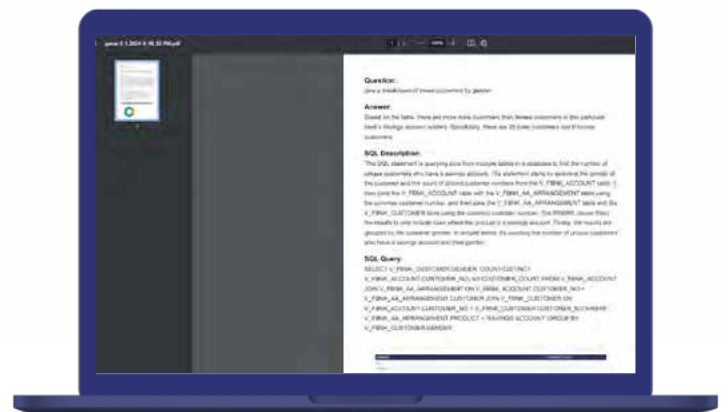 Question:
Give a breakdown of these customers by gender
Answer:
Based on the table, there are more male customers than female customers in this particular
bank's savings account holders. Specifically, there are male customers and female
customers.
SQL Description:
This SQL statement is querying data from multiple tables in a database to find the number of
unique customers who have a savings account. The statement starts by selecting the gender of
the customer and the count of distinct customer numbers from the V_FBNK_ACCOUNT table. It
then joins the V_FBNK_ACCOUNT table with the V_FBNK_AA_ARRANGEMENT table using
the common customer number, and then joins the V_FBNK_AA_ARRANGEMENT table with the
V_FBNK_CUSTOMER table using the common customer number. The WHERE clause filters
the results to only include rows where the product is a savings account. Finally, the results are
grouped by the customer gender. In simpler terms, it's counting the number of unique customers
who have a savings account and their gender.
SQL Query:
SELECT V_FBNK_CUSTOMER.GENDER, COUNT(DISTINCT
V_FBNK_ACCOUNT.CUSTOMER_NO) AS CUSTOMER_COUNT FROM V_FBNK_ACCOUNT
JOIN V_FBNK_AA_ARRANGEMENT ON V_FBNK_ACCOUNT.CUSTOMER_NO =
V_FBNK_AA_ARRANGEMENT.CUSTOMER JOIN V_FBNK_CUSTOMER ON
V_FBNK_ACCOUNT.CUSTOMER_NO = V_FBNK_CUSTOMER.CUSTOMER_NO WHERE
V_FBNK_AA_ARRANGEMENT.PRODUCT = 'SAVINGS.ACCOUNT' GROUP BY
V_FBNK_CUSTOMER.GENDER